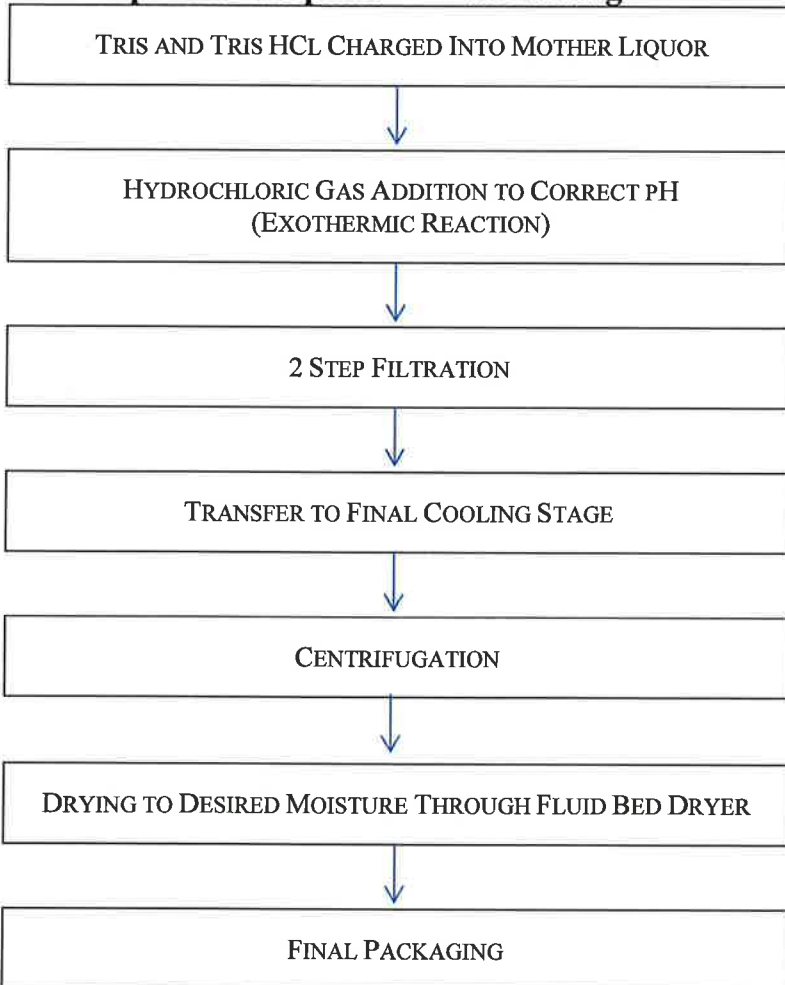 TRIS AND TRIS HCL CHARGED INTO MOTHER LIQUOR
HYDROCHLORIC GAS ADDITION TO CORRECT PH
(EXOTHERMIC REACTION)
2 STEP FILTRATION
TRANSFER TO FINAL COOLING STAGE
CENTRIFUGATION
DRYING TO DESIRED MOISTURE THROUGH FLUID BED DRYER
FINAL PACKAGING